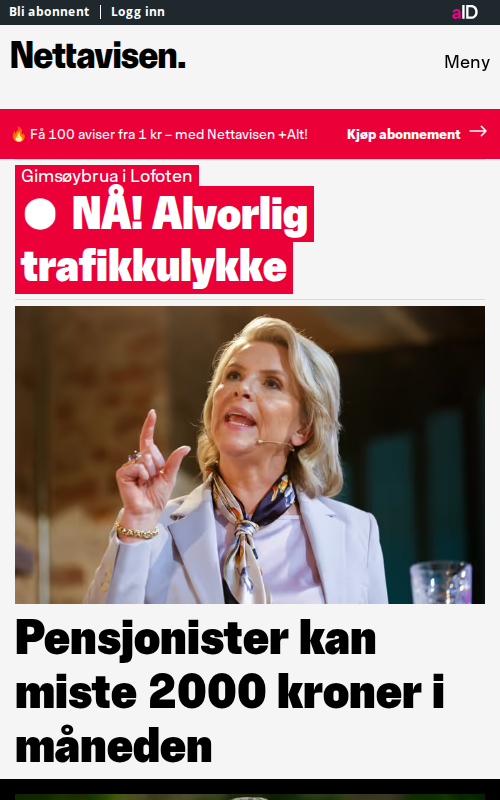 Bli abonnent | Logg inn
aID
Nettavisen.
Meny
🔥 Få 100 aviser fra 1 kr – med Nettavisen +Alt!
Kjøp abonnement →
Gimsøybrua i Lofoten
NÅ! Alvorlig
trafikkulykke
Pensjonister kan
miste 2000 kroner i
måneden